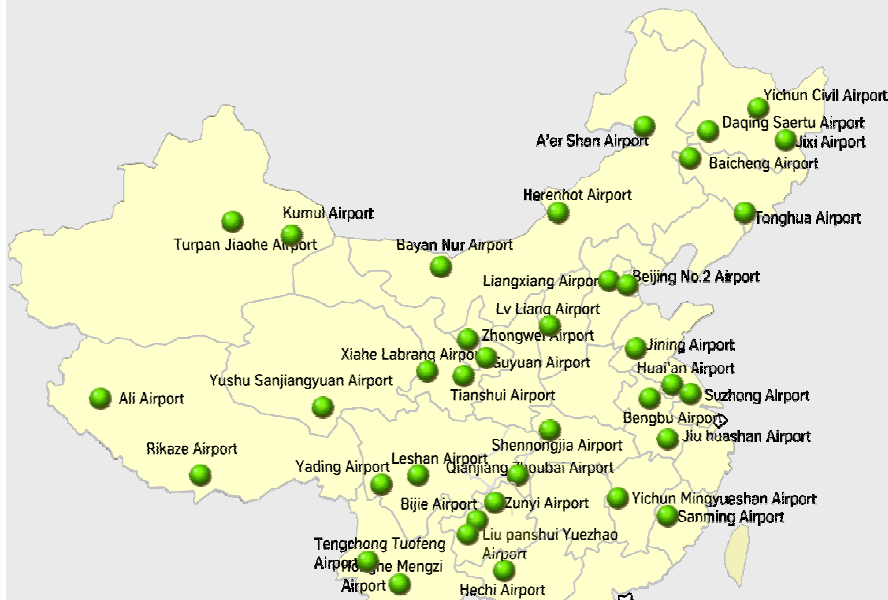 Yichun Civil Airport
Daqing Saertu Airport
A'er Shan Airport
Jixi Airport
Baicheng Airport
Herenhot Airport
Kumul Airport
Tonghua Airport
Turpan Jiaohe Airport
Bayan Nur Airport
Liangxiang Airport
Beijing No.2 Airport
Lv Liang Airport
Zhongwei Airport
Jining Airport
Xiahe Labrang Airport
Guyuan Airport
Huai'an Airport
Yushu Sanjiangyuan Airport
Tianshui Airport
Suzhong Airport
Ali Airport
Bengbu Airport
Jiu huashan Airport
Shennongjia Airport
Rikaze Airport
Leshan Airport
Yading Airport
Qianjiang Zhoubai Airport
Yichun Mingyueshan Airport
Bijie Airport
Zunyi Airport
Sanming Airport
Liu panshui Yuezhao
Airport
Tengchong Tuofeng
Airport
Honghe Mengzi
Airport
Hechi Airport